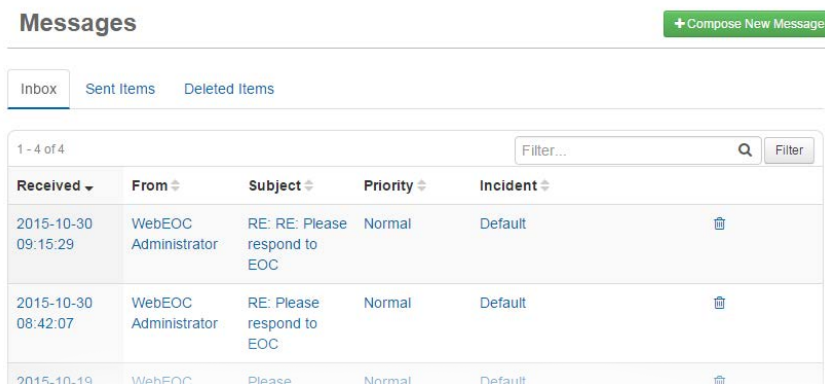 Messages
+ Compose New Message
Inbox Sent Items Deleted Items
1 - 4 of 4 Filter... Filter
Received From Subject Priority Incident
2015-10-30 WebEOC RE: RE: Please Normal Default
09:15:29 Administrator respond to
EOC
2015-10-30 WebEOC RE: Please Normal Default
08:42:07 Administrator respond to
EOC
2015-10-19 WebEOC Please Normal Default